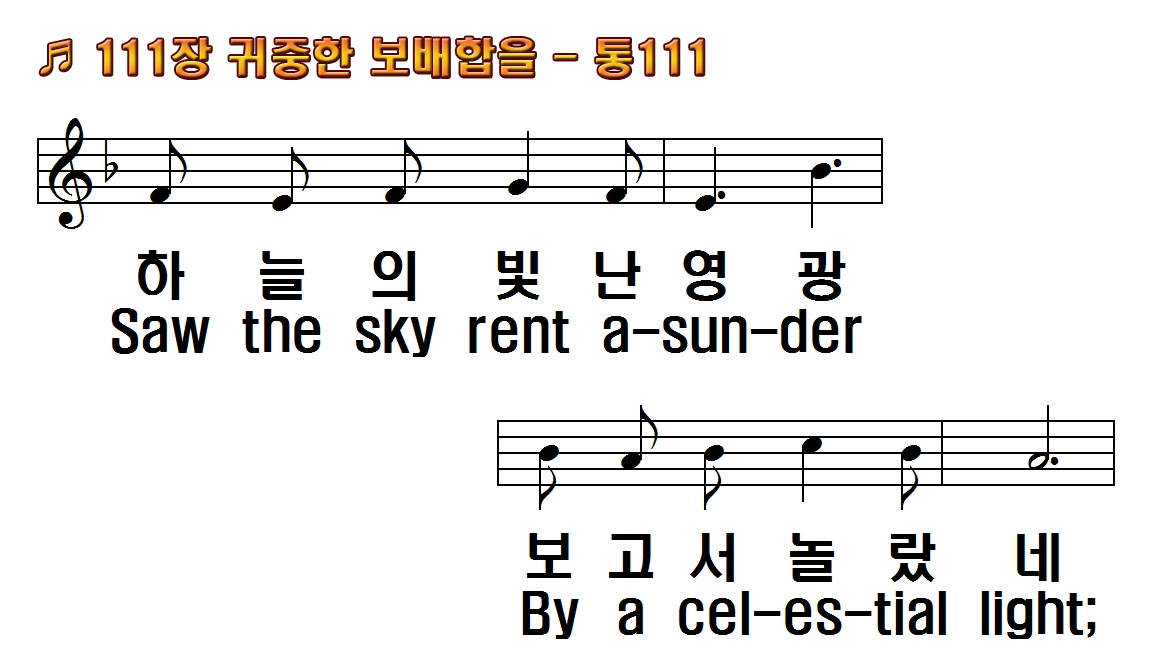 ♬ 111장 귀중한 보배합을 - 통111
하 늘 의 빛 난 영 광
Saw the sky rent a-sun-der
보 고 서 놀 랐 네
By a cel-es-tial light;